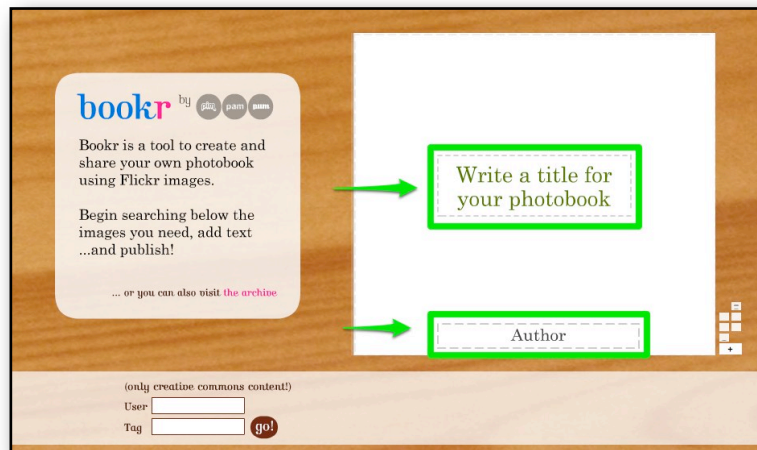 bookr by pim pam pum
Bookr is a tool to create and
share your own photobook
using Flickr images.
Begin searching below the
images you need, add text
...and publish!
... or you can also visit the archive
Write a title for
your photobook
Author
(only creative commons content!)
User
Tag go!